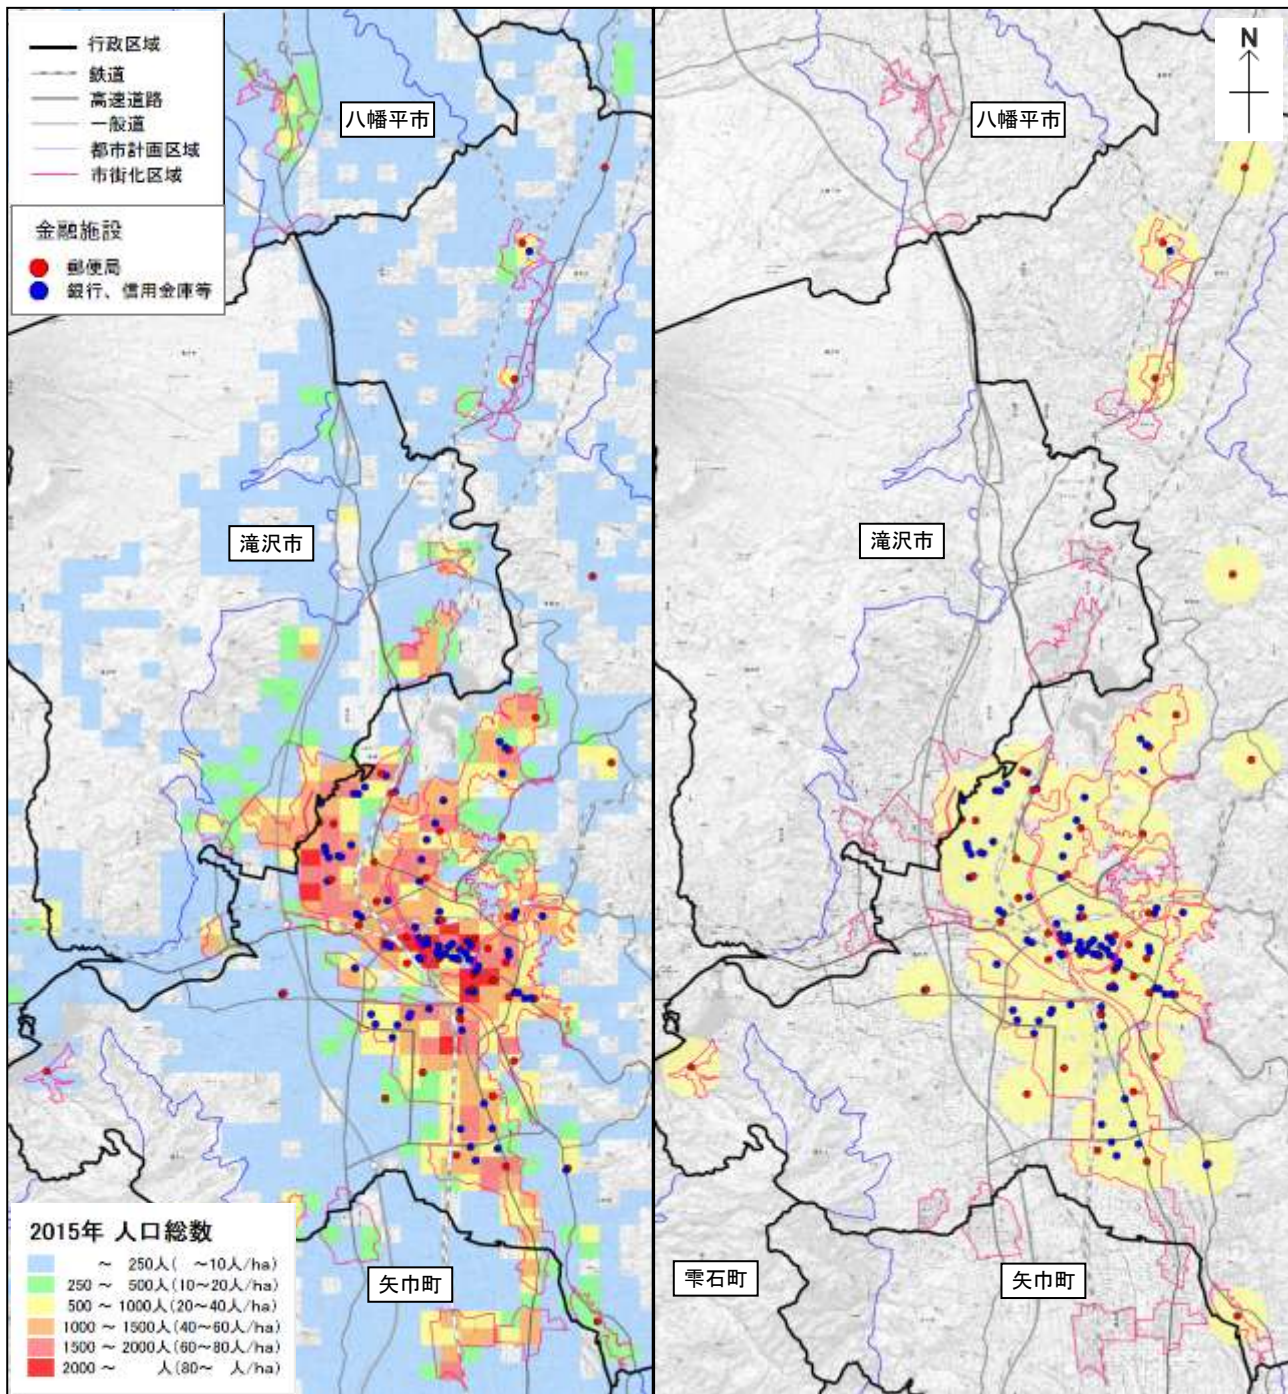 行政区域
鉄道
高速道路
一般道
都市計画区域
市街化区域
金融施設
郵便局
銀行、信用金庫等
八幡平市
滝沢市
矢巾町
2015年 人口総数
～ 250人( ～10人/ha)
250 ～ 500人(10～20人/ha)
500 ～ 1000人(20～40人/ha)
1000 ～ 1500人(40～60人/ha)
1500 ～ 2000人(60～80人/ha)
2000 ～ 人(80～ 人/ha)
N
八幡平市
滝沢市
雫石町
矢巾町